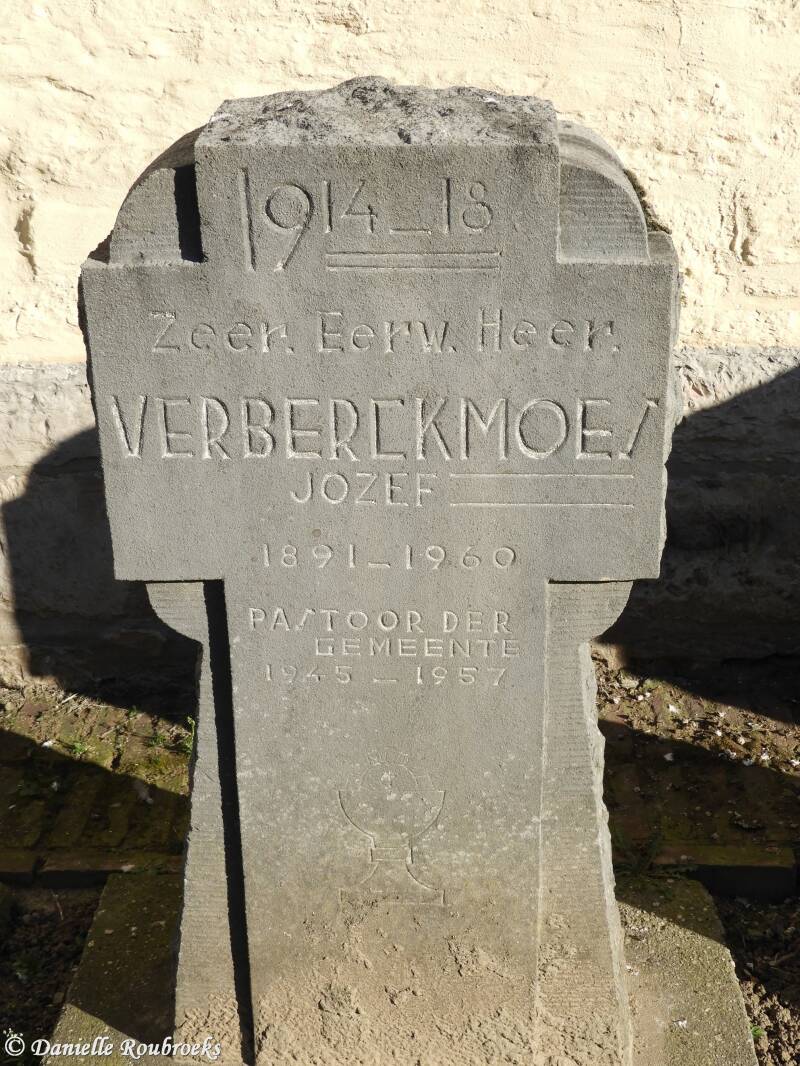 1914_18
Zeer. Eerw. Heer.
VERBERCKMOES
JOZEF
1891_1960
PASTOOR DER
GEMEENTE
1945 _ 1957
© Danielle Roubroeks